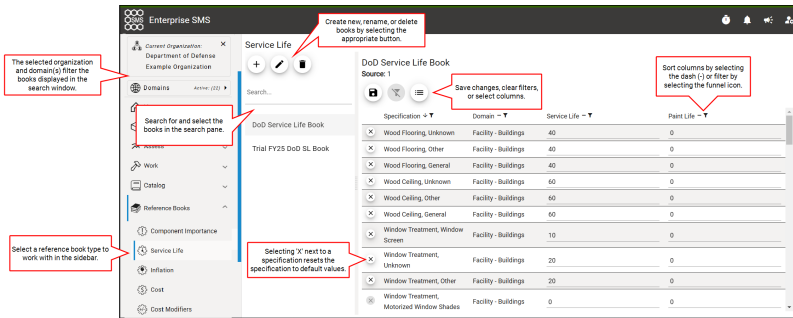 Enterprise SMS
Create new, rename, or delete
books by selecting the
appropriate button.
Current Organization:
Department of Defense
Example Organization
The selected organization
and domain(s) filter the
books displayed in the
search window.
Domains Active: (22)
Search for and select the
books in the search pane.
Work
Catalog
Reference Books
Component Importance
Service Life
Inflation
Cost
Cost Modifiers
Select a reference book type to
work with in the sidebar.
Service Life
Search...
DoD Service Life Book
Trial FY25 DoD SL Book
Selecting 'X' next to a
specification resets the
specification to default values.
DoD Service Life Book
Source: 1
Save changes, clear filters,
or select columns.
Sort columns by selecting
the dash (-) or filter by
selecting the funnel icon.
Specification Domain Service Life Paint Life
Wood Flooring, Unknown Facility - Buildings 40 0
Wood Flooring, Other Facility - Buildings 40 0
Wood Flooring, General Facility - Buildings 40 0
Wood Ceiling, Unknown Facility - Buildings 60 0
Wood Ceiling, Other Facility - Buildings 60 0
Wood Ceiling, General Facility - Buildings 60 0
Window Treatment, Window
Screen Facility - Buildings 10 0
Window Treatment,
Unknown Facility - Buildings 20 0
Window Treatment, Other Facility - Buildings 20 0
Window Treatment,
Motorized Window Shades Facility - Buildings 0 0